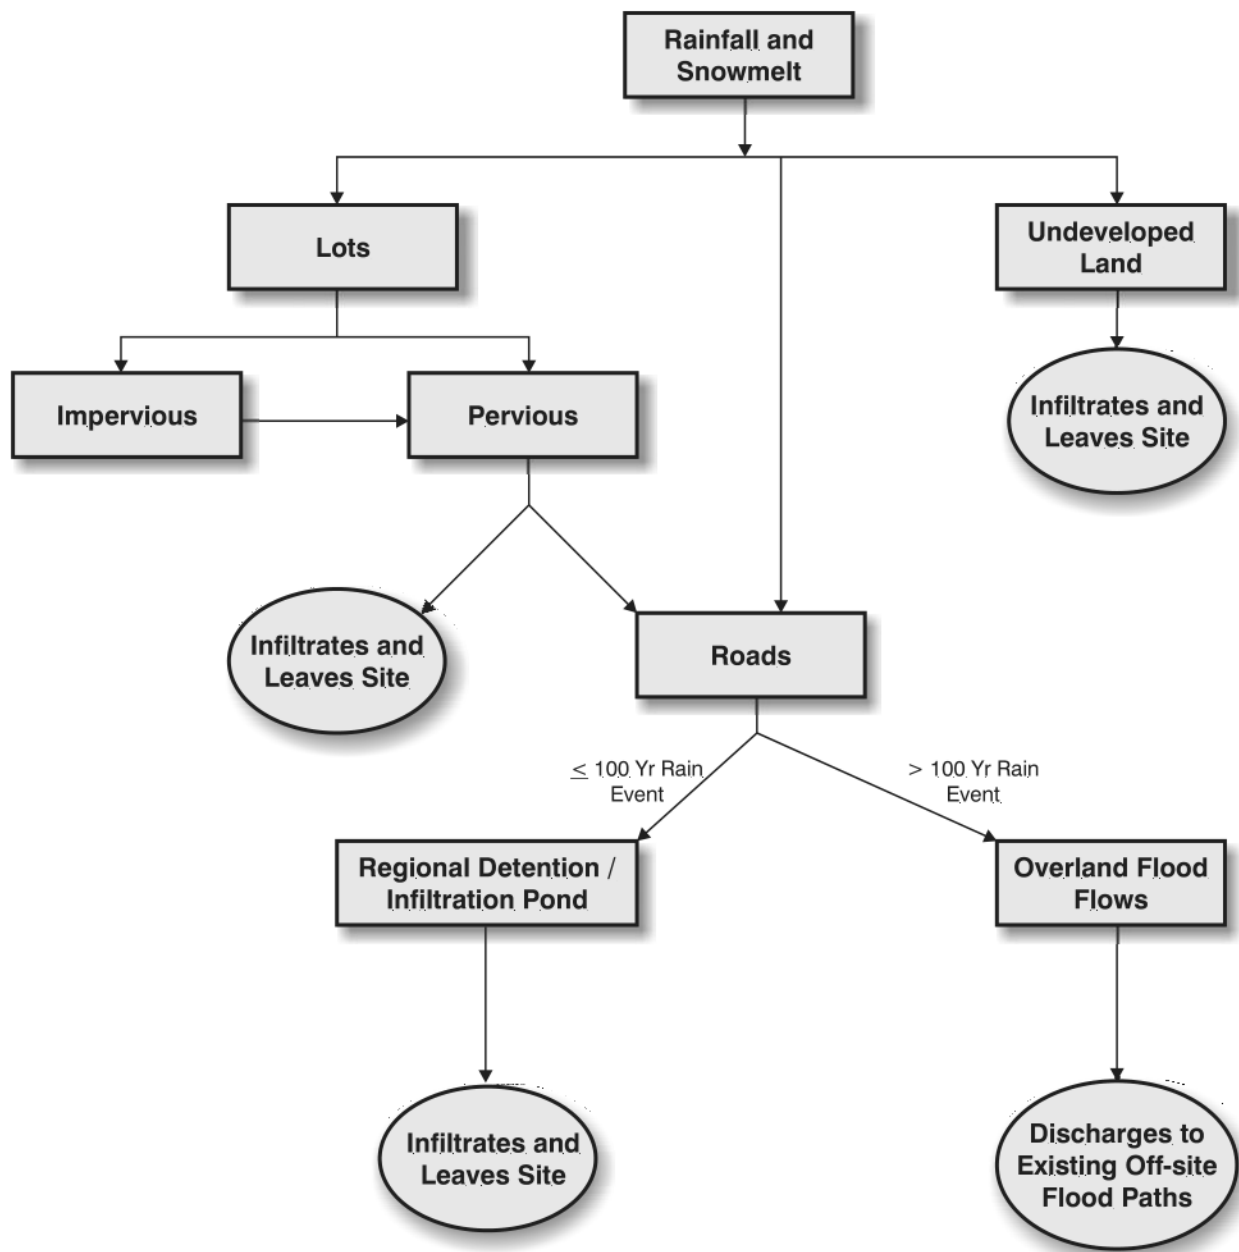 Rainfall and
Snowmelt
Lots
Undeveloped
Land
Impervious
Pervious
Infiltrates and
Leaves Site
Infiltrates and
Leaves Site
Roads
≤ 100 Yr Rain
Event
> 100 Yr Rain
Event
Regional Detention /
Infiltration Pond
Overland Flood
Flows
Infiltrates and
Leaves Site
Discharges to
Existing Off-site
Flood Paths